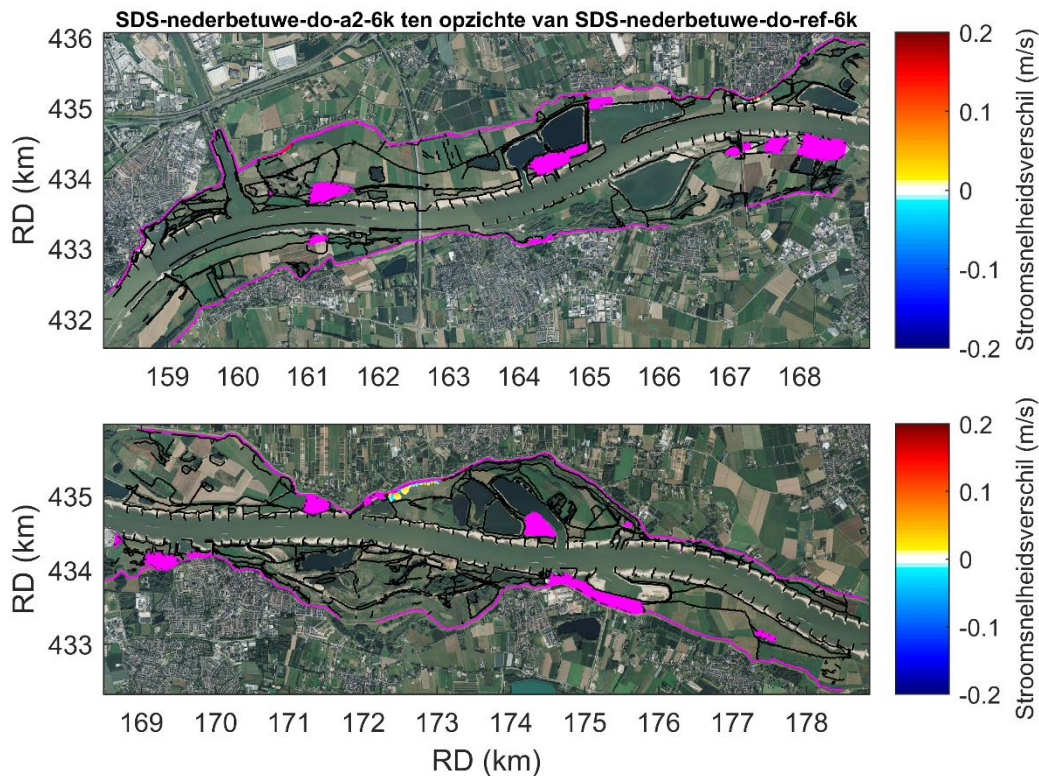 SDS-nederbetuwe-do-a2-6k ten opzichte van SDS-nederbetuwe-do-ref-6k
436
435
434
433
432
RD (km)
159 160 161 162 163 164 165 166 167 168
0.2
0.1
0
-0.1
-0.2
Stroomsnelheidsverschil (m/s)
435
434
433
RD (km)
169 170 171 172 173 174 175 176 177 178
RD (km)
0.2
0.1
0
-0.1
-0.2
Stroomsnelheidsverschil (m/s)